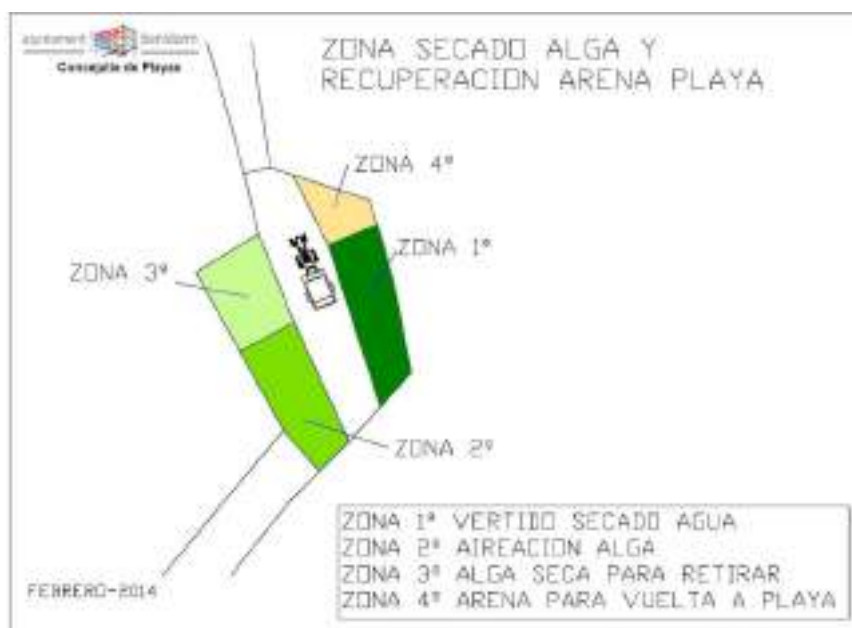 ajuntament benidorm
Concejalía de Playas
ZONA SECADO ALGA Y
RECUPERACION ARENA PLAYA
ZONA 4ª
ZONA 1ª
ZONA 3ª
ZONA 2ª
ZONA 1ª VERTIDO SECADO AGUA
ZONA 2ª AIREACION ALGA
ZONA 3ª ALGA SECA PARA RETIRAR
ZONA 4ª ARENA PARA VUELTA A PLAYA
FEBRERO-2014